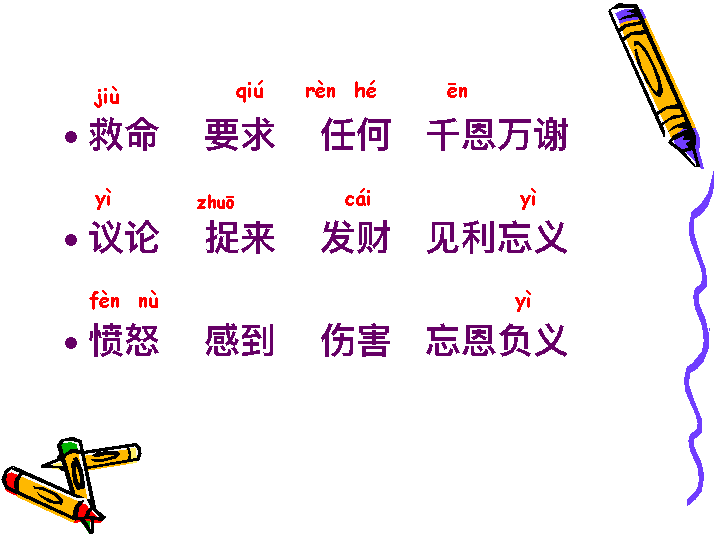 jiù qiú rèn hé ēn
• 救命 要求 任何 千恩万谢
yì zhuō cái yì
• 议论 捉来 发财 见利忘义
fèn nù yì
• 愤怒 感到 伤害 忘恩负义